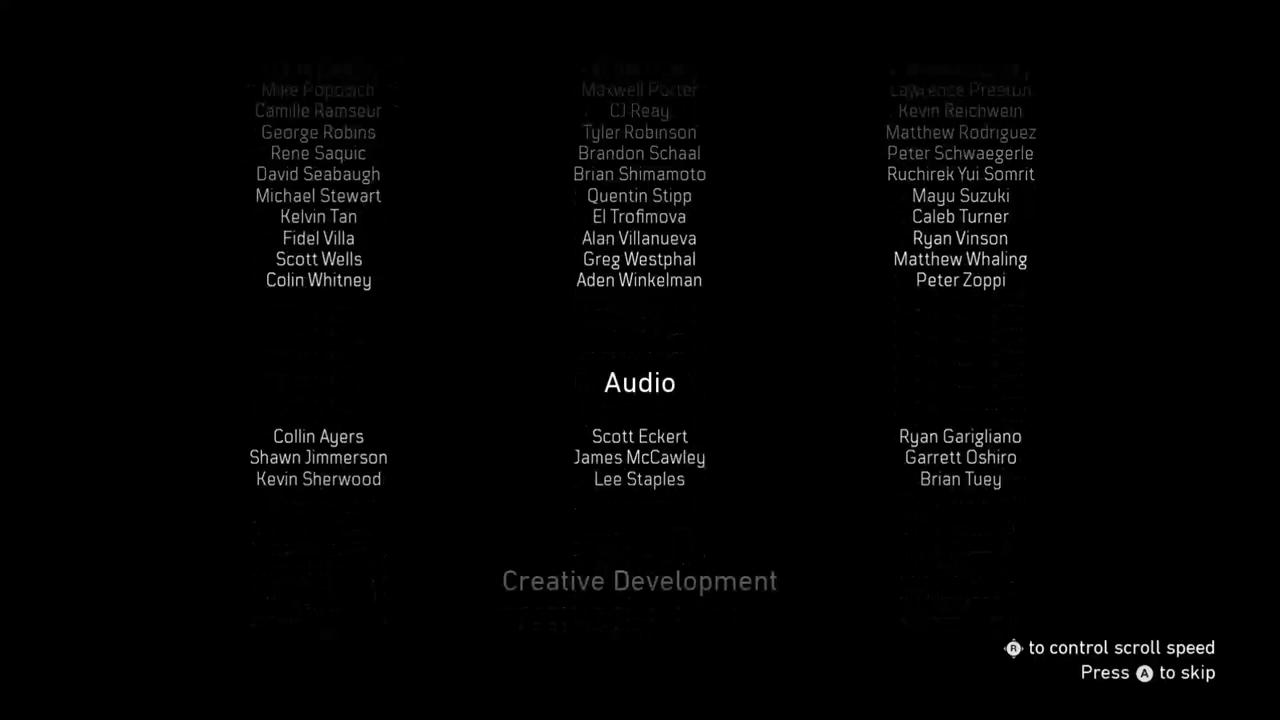 Mike Popodich Maxwell Porter Lawrence Preston
Camille Ramseur CJ Reay Kevin Reichwein
George Robins Tyler Robinson Matthew Rodriguez
Rene Saquic Brandon Schaal Peter Schwaegerle
David Seabaugh Brian Shimamoto Ruchirek Yui Somrit
Michael Stewart Quentin Stipp Mayu Suzuki
Kelvin Tan El Trofimova Caleb Turner
Fidel Villa Alan Villanueva Ryan Vinson
Scott Wells Greg Westphal Matthew Whaling
Colin Whitney Aden Winkelman Peter Zoppi
Audio
Collin Ayers Scott Eckert Ryan Garigliano
Shawn Jimmerson James McCawley Garrett Oshiro
Kevin Sherwood Lee Staples Brian Tuey
Creative Development
R to control scroll speed
Press A to skip